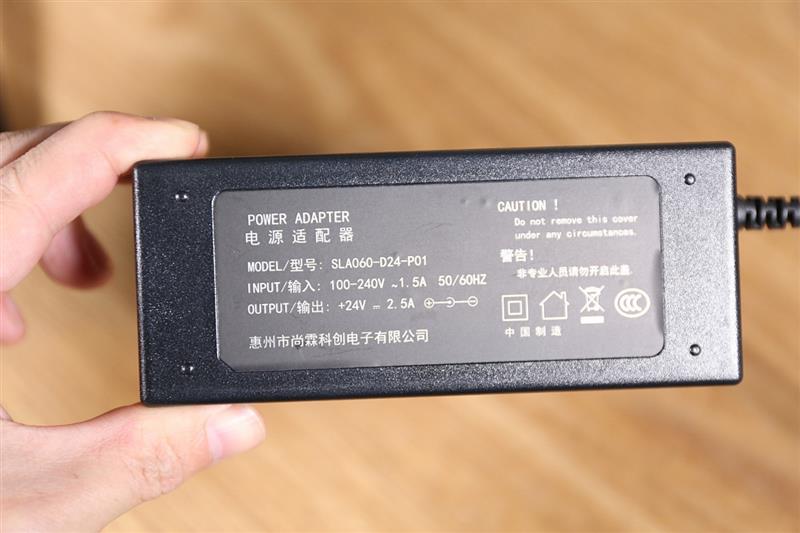 POWER ADAPTER
电源适配器
MODEL/型号: SLA060-D24-P01
INPUT/输入: 100-240V ~1.5A 50/60HZ
OUTPUT/输出: +24V ⎓ 2.5A
惠州市尚霖科创电子有限公司
CAUTION !
Do not remove this cover
under any circumstances.
警告!
非专业人员请勿开启此盖.
CCC
中国制造